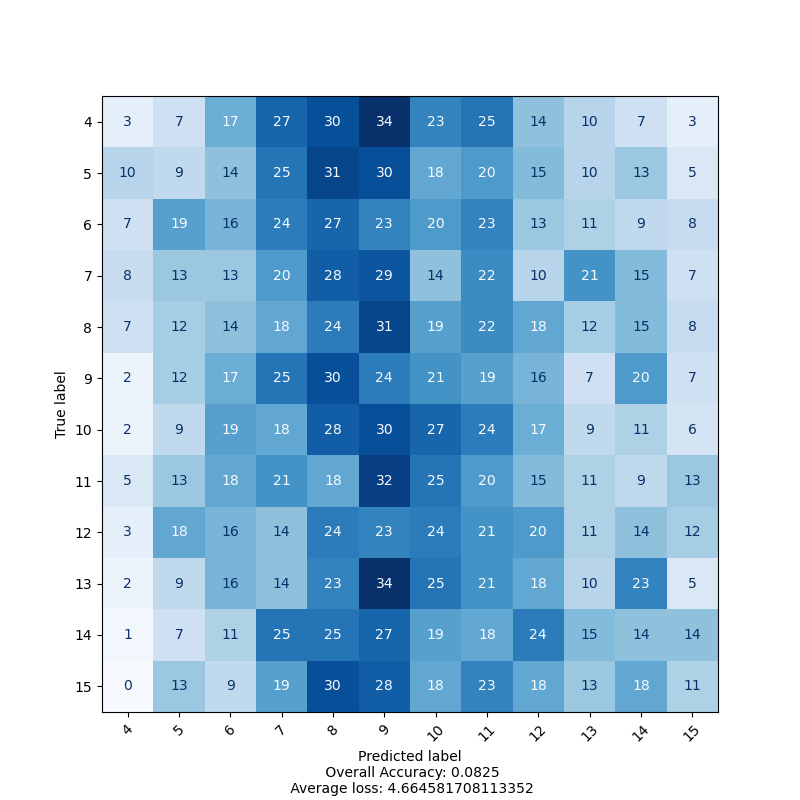 4 3 7 17 27 30 34 23 25 14 10 7 3
5 10 9 14 25 31 30 18 20 15 10 13 5
6 7 19 16 24 27 23 20 23 13 11 9 8
7 8 13 13 20 28 29 14 22 10 21 15 7
8 7 12 14 18 24 31 19 22 18 12 15 8
9 2 12 17 25 30 24 21 19 16 7 20 7
True label
10 2 9 19 18 28 30 27 24 17 9 11 6
11 5 13 18 21 18 32 25 20 15 11 9 13
12 3 18 16 14 24 23 24 21 20 11 14 12
13 2 9 16 14 23 34 25 21 18 10 23 5
14 1 7 11 25 25 27 19 18 24 15 14 14
15 0 13 9 19 30 28 18 23 18 13 18 11
4 5 6 7 8 9 10 11 12 13 14 15
Predicted label
Overall Accuracy: 0.0825
Average loss: 4.664581708113352